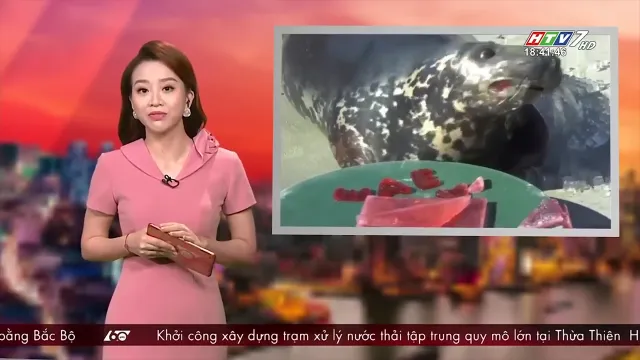 HTV7 HD
18:41:46
bằng Bắc Bộ 60 Khởi công xây dựng trạm xử lý nước thải tập trung quy mô lớn tại Thừa Thiên H